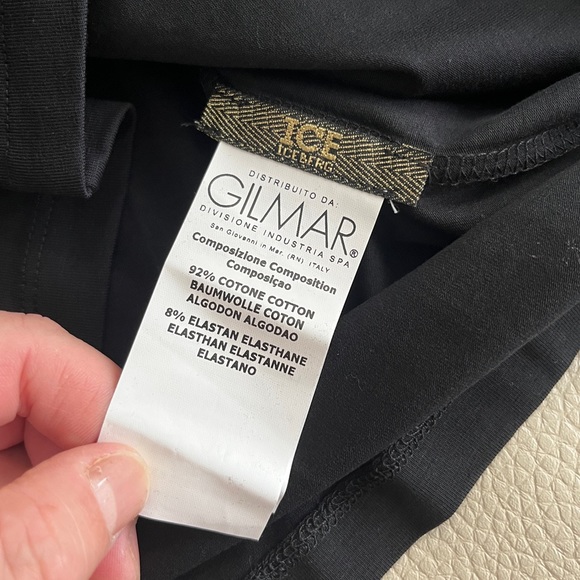 ICE
ICEBERG
DISTRIBUITO DA:
GILMAR®
DIVISIONE INDUSTRIA SPA
San Giovanni in Mar. (RN) ITALY
Composizione Composition
Composiçao
92% COTONE COTTON
BAUMWOLLE COTON
ALGODON ALGODAO
8% ELASTAN ELASTHANE
ELASTHAN ELASTANNE
ELASTANO